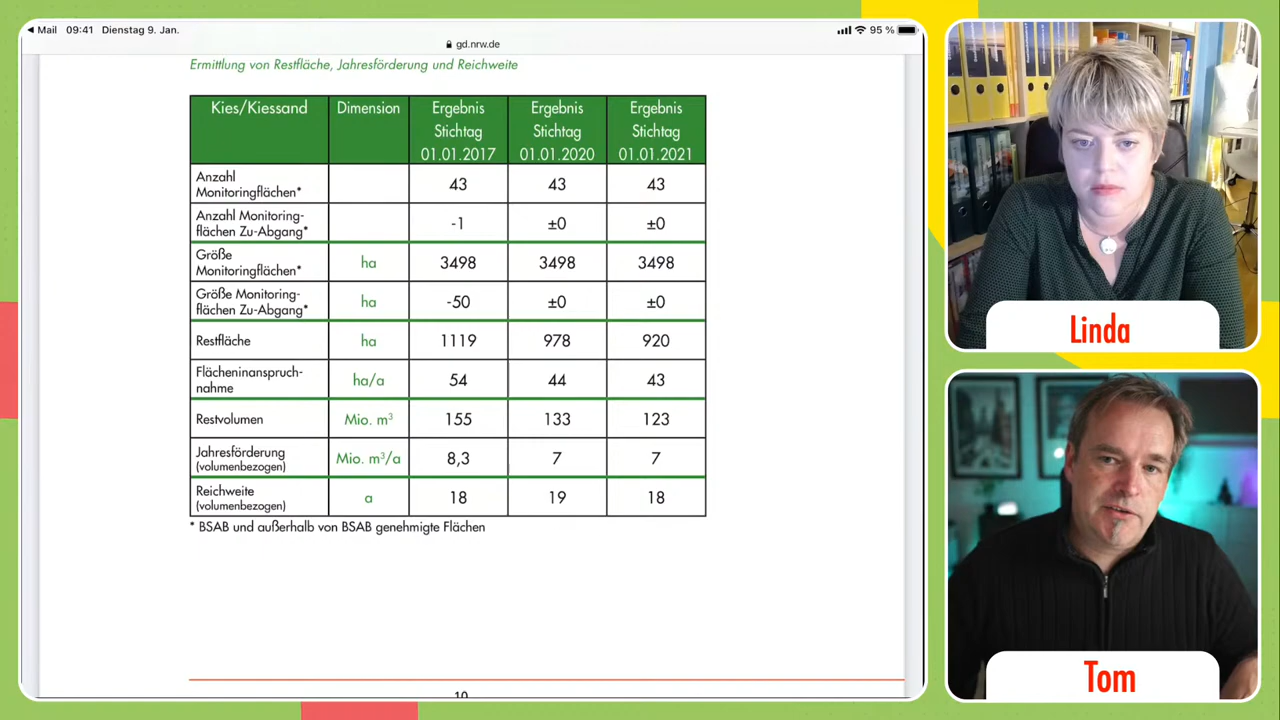 ◀ Mail 09:41 Dienstag 9. Jan.
95 %
gd.nrw.de
Ermittlung von Restfläche, Jahresförderung und Reichweite
Kies/Kiessand Dimension Ergebnis Stichtag 01.01.2017 Ergebnis Stichtag 01.01.2020 Ergebnis Stichtag 01.01.2021
Anzahl
Monitoringflächen* 43 43 43
Anzahl Monitoring-
flächen Zu-Abgang* -1 ±0 ±0
Größe
Monitoringflächen* ha 3498 3498 3498
Größe Monitoring-
flächen Zu-Abgang* ha -50 ±0 ±0
Restfläche ha 1119 978 920
Flächeninanspruch-
nahme ha/a 54 44 43
Restvolumen Mio. m³ 155 133 123
Jahresförderung
(volumenbezogen) Mio. m³/a 8,3 7 7
Reichweite
(volumenbezogen) a 18 19 18
* BSAB und außerhalb von BSAB genehmigte Flächen
10
Linda
Tom